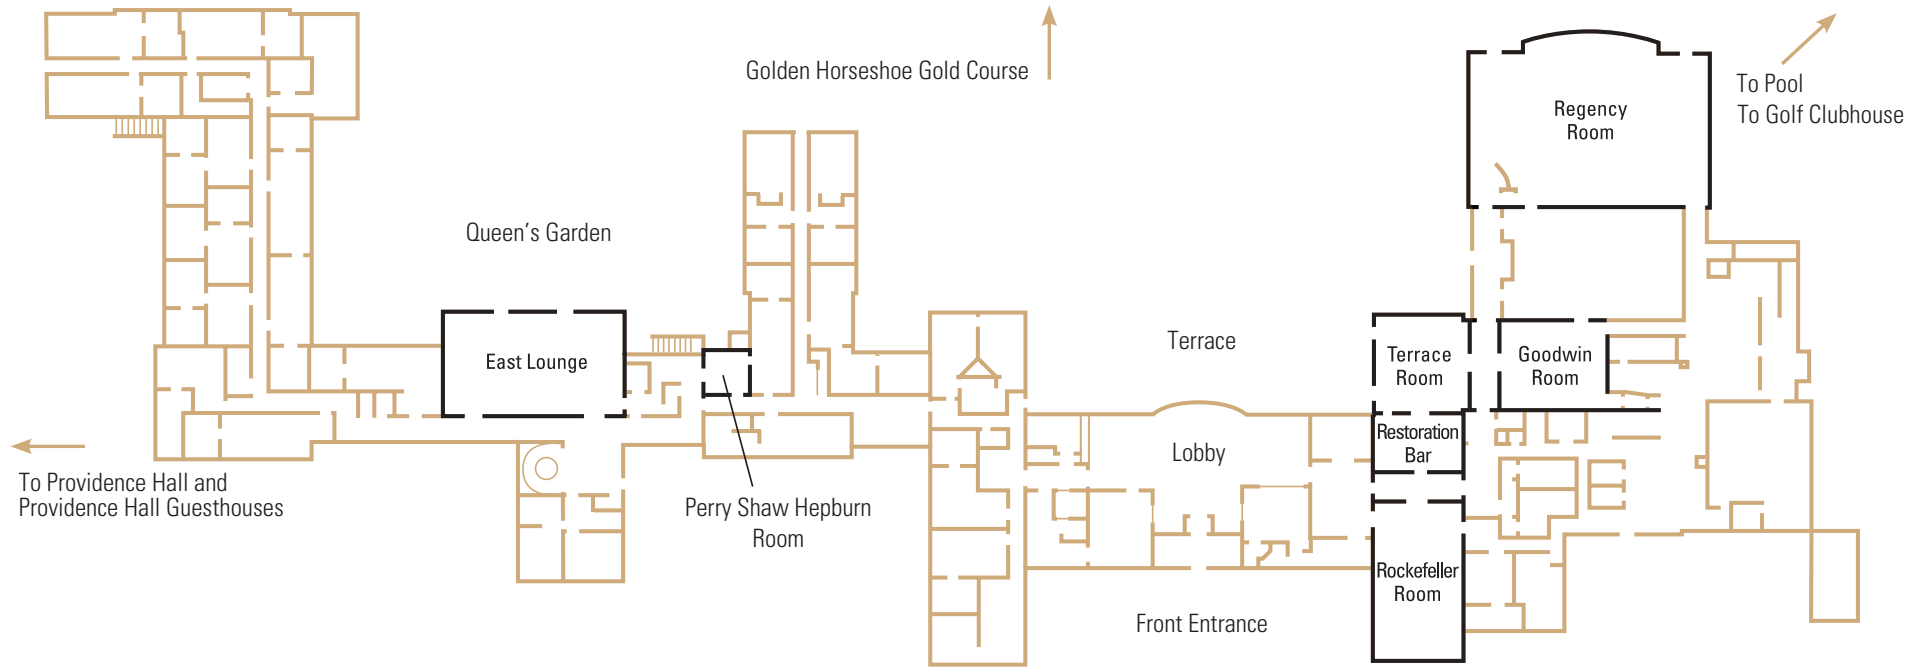 Golden Horseshoe Gold Course
To Pool
To Golf Clubhouse
Regency
Room
Queen's Garden
Terrace
East Lounge
Terrace
Room
Goodwin
Room
Restoration
Bar
Lobby
To Providence Hall and
Providence Hall Guesthouses
Perry Shaw Hepburn
Room
Rockefeller
Room
Front Entrance